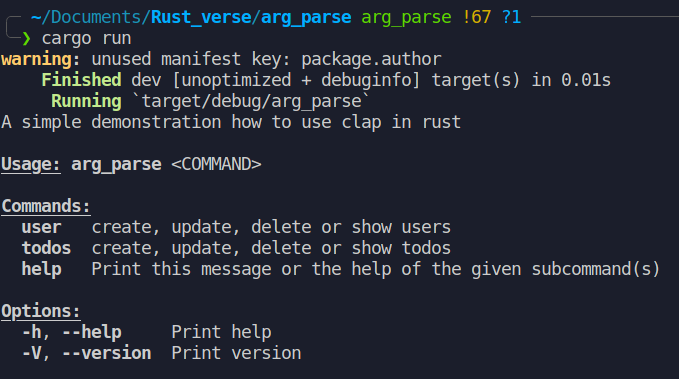 ~/Documents/Rust_verse/arg_parse arg_parse !67 ?1
❯ cargo run
warning: unused manifest key: package.author
    Finished dev [unoptimized + debuginfo] target(s) in 0.01s
     Running `target/debug/arg_parse`
A simple demonstration how to use clap in rust

Usage: arg_parse <COMMAND>

Commands:
  user   create, update, delete or show users
  todos  create, update, delete or show todos
  help   Print this message or the help of the given subcommand(s)

Options:
  -h, --help     Print help
  -V, --version  Print version